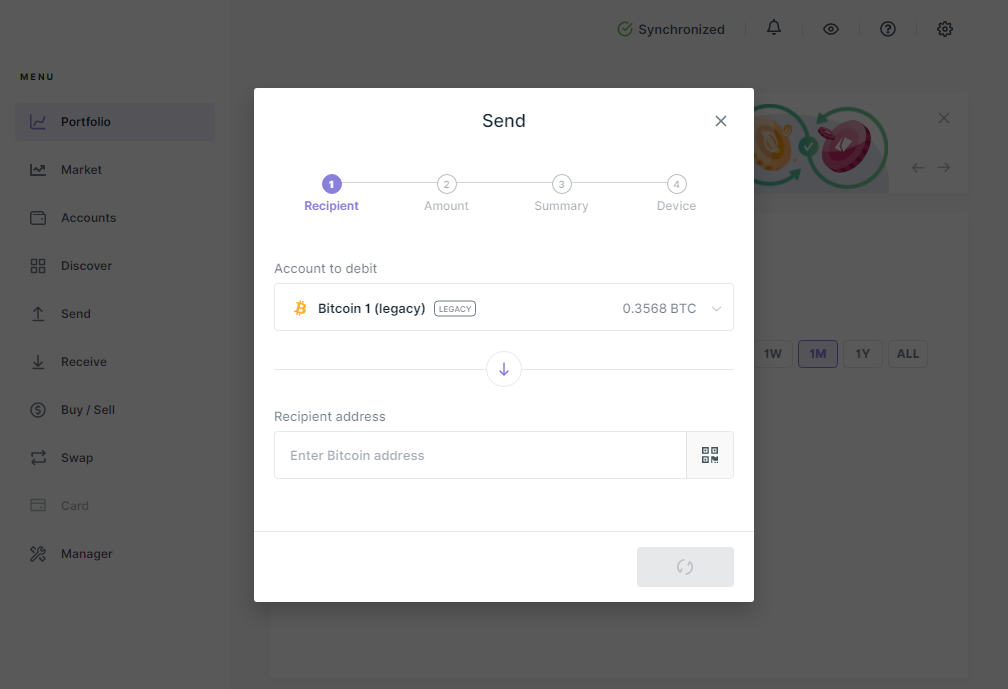 Synchronized
MENU
Portfolio
Market
Accounts
Discover
Send
Receive
Buy / Sell
Swap
Card
Manager
Send
1 2 3 4
Recipient Amount Summary Device
Account to debit
Bitcoin 1 (legacy) LEGACY 0.3568 BTC
Recipient address
Enter Bitcoin address
1W 1M 1Y ALL